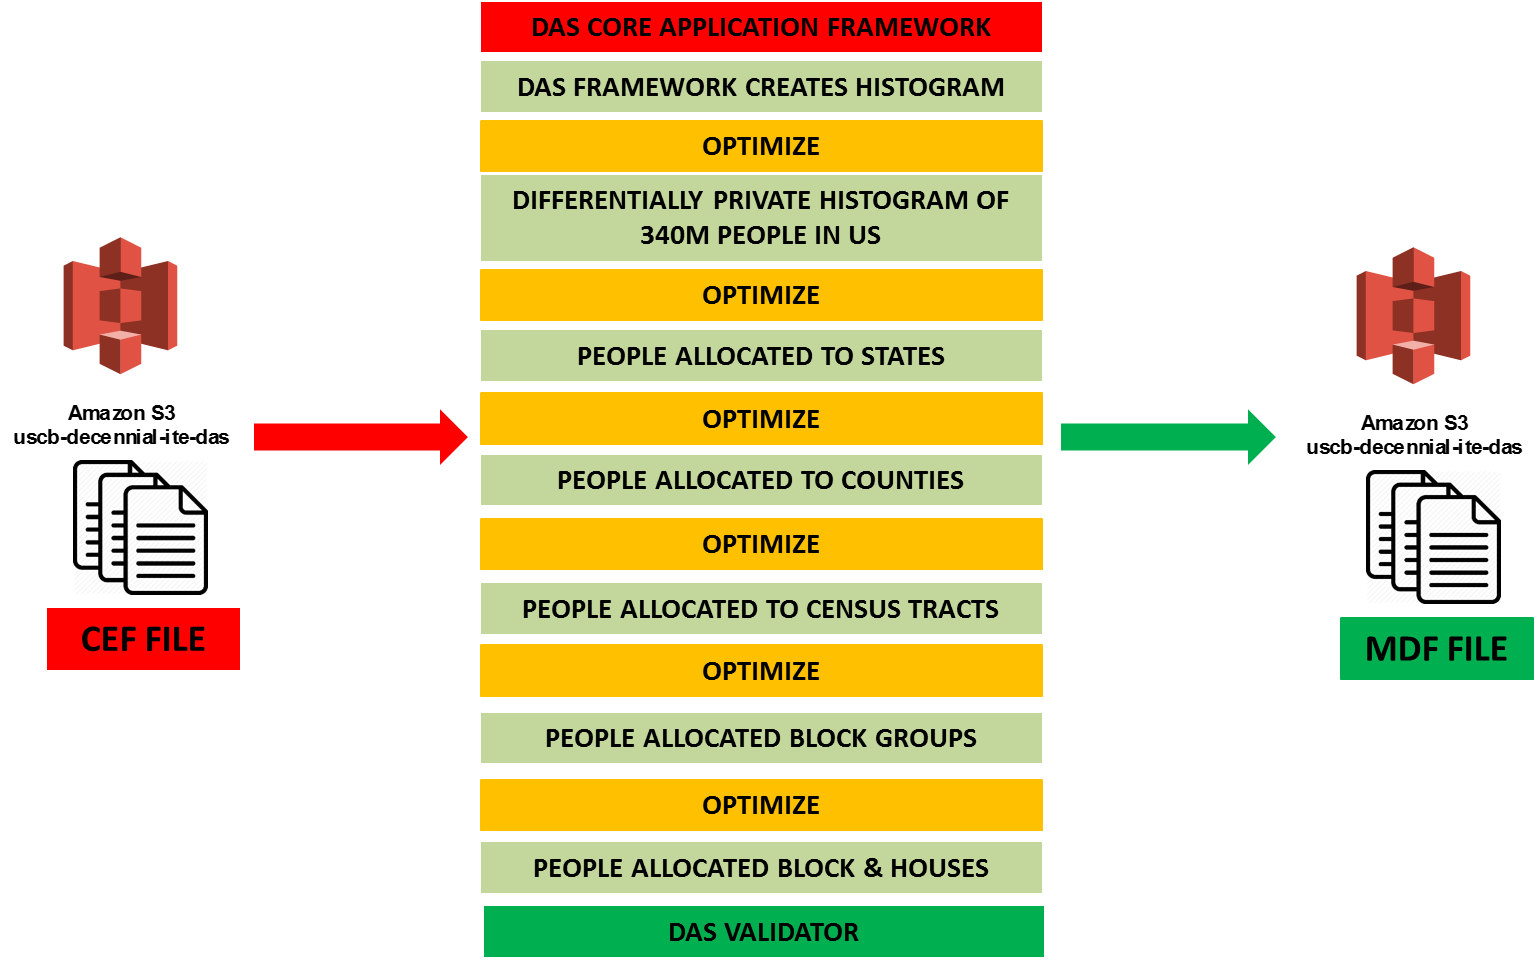 DAS CORE APPLICATION FRAMEWORK
DAS FRAMEWORK CREATES HISTOGRAM
OPTIMIZE
DIFFERENTIALLY PRIVATE HISTOGRAM OF
340M PEOPLE IN US
OPTIMIZE
PEOPLE ALLOCATED TO STATES
OPTIMIZE
PEOPLE ALLOCATED TO COUNTIES
OPTIMIZE
PEOPLE ALLOCATED TO CENSUS TRACTS
OPTIMIZE
PEOPLE ALLOCATED BLOCK GROUPS
OPTIMIZE
PEOPLE ALLOCATED BLOCK & HOUSES
DAS VALIDATOR
Amazon S3
uscb-decennial-ite-das
CEF FILE
Amazon S3
uscb-decennial-ite-das
MDF FILE